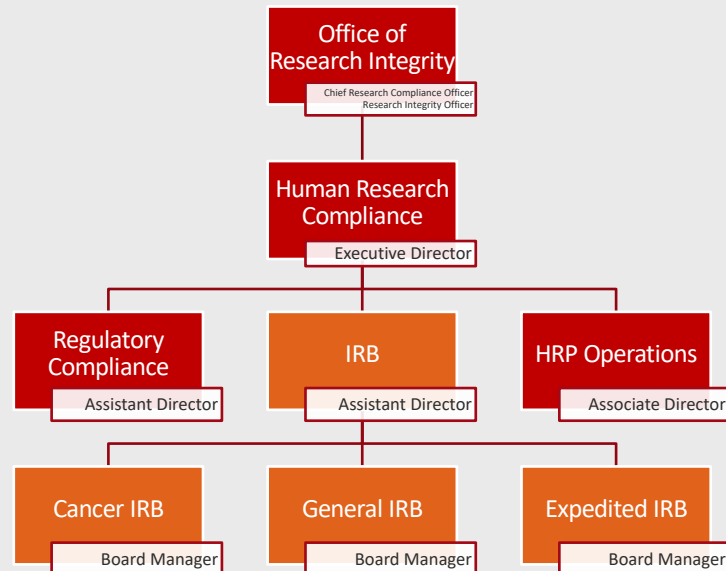 Office of
Research Integrity
Chief Research Compliance Officer
Research Integrity Officer
Human Research
Compliance
Executive Director
Regulatory
Compliance
Assistant Director
IRB
Assistant Director
HRP Operations
Associate Director
Cancer IRB
Board Manager
General IRB
Board Manager
Expedited IRB
Board Manager